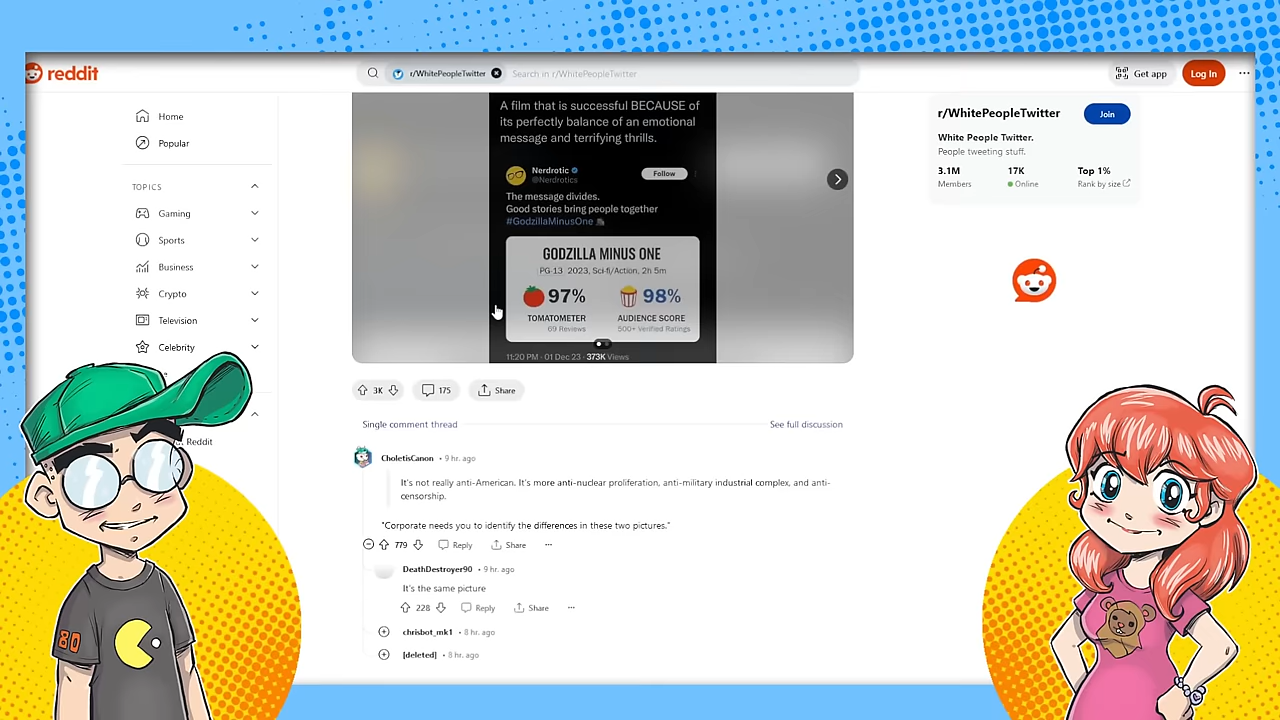 reddit
r/WhitePeopleTwitter
Search in r/WhitePeopleTwitter
Get app
Log In
Home
Popular
TOPICS
Gaming
Sports
Business
Crypto
Television
Celebrity
Reddit
A film that is successful BECAUSE of
its perfectly balance of an emotional
message and terrifying thrills.
Nerdrotic
@Nerdrotics
Follow
The message divides.
Good stories bring people together
#GodzillaMinusOne
GODZILLA MINUS ONE
PG-13 2023, Sci-fi/Action, 2h 5m
97%
98%
TOMATOMETER
AUDIENCE SCORE
69 Reviews
500+ Verified Ratings
11:20 PM · 01 Dec 23 · 373K Views
3K
175
Share
Single comment thread
See full discussion
CholetisCanon • 9 hr. ago
It's not really anti-American. It's more anti-nuclear proliferation, anti-military industrial complex, and anti-
censorship.
"Corporate needs you to identify the differences in these two pictures."
779 Reply Share ...
DeathDestroyer90 • 9 hr. ago
It's the same picture
228 Reply Share ...
chrisbot_mk1 • 8 hr. ago
[deleted] • 8 hr. ago
r/WhitePeopleTwitter
Join
White People Twitter.
People tweeting stuff.
3.1M
17K
Top 1%
Members
Online
Rank by size
80